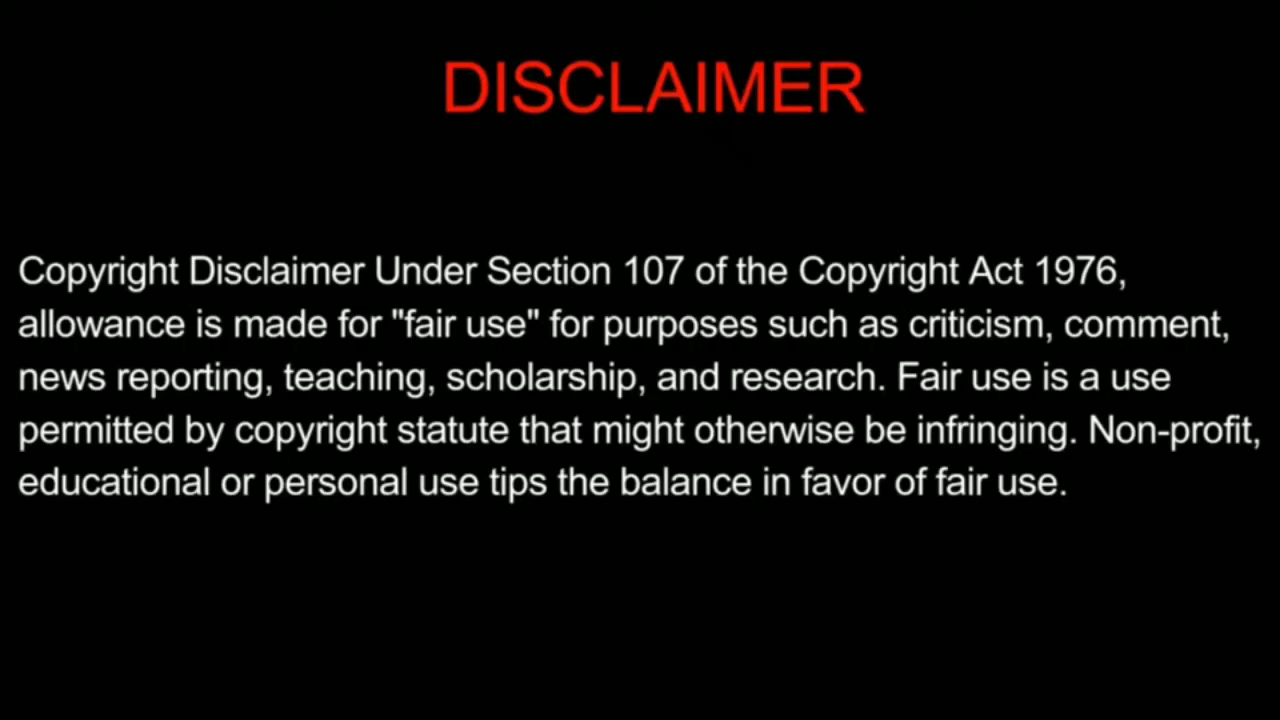 DISCLAIMER
Copyright Disclaimer Under Section 107 of the Copyright Act 1976,
allowance is made for "fair use" for purposes such as criticism, comment,
news reporting, teaching, scholarship, and research. Fair use is a use
permitted by copyright statute that might otherwise be infringing. Non-profit,
educational or personal use tips the balance in favor of fair use.